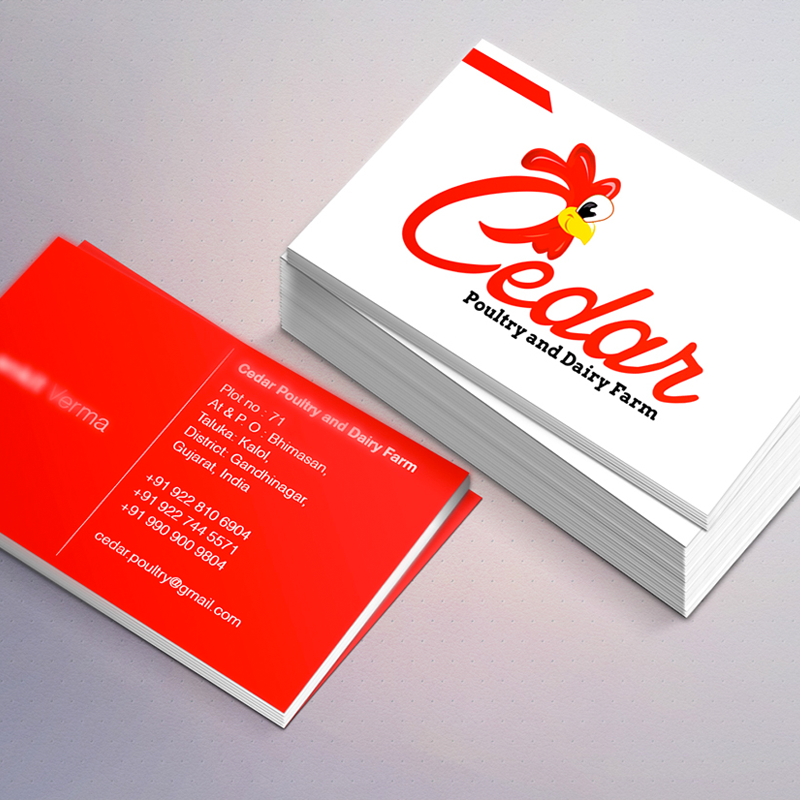 Cedar
Poultry and Dairy Farm
Verma
Cedar Poultry and Dairy Farm
Plot no : 71
At & P. O : Bhimasan,
Taluka: Kalol,
District: Gandhinagar,
Gujarat, India
+91 922 810 6904
+91 922 744 5571
+91 990 900 9804
cedar.poultry@gmail.com